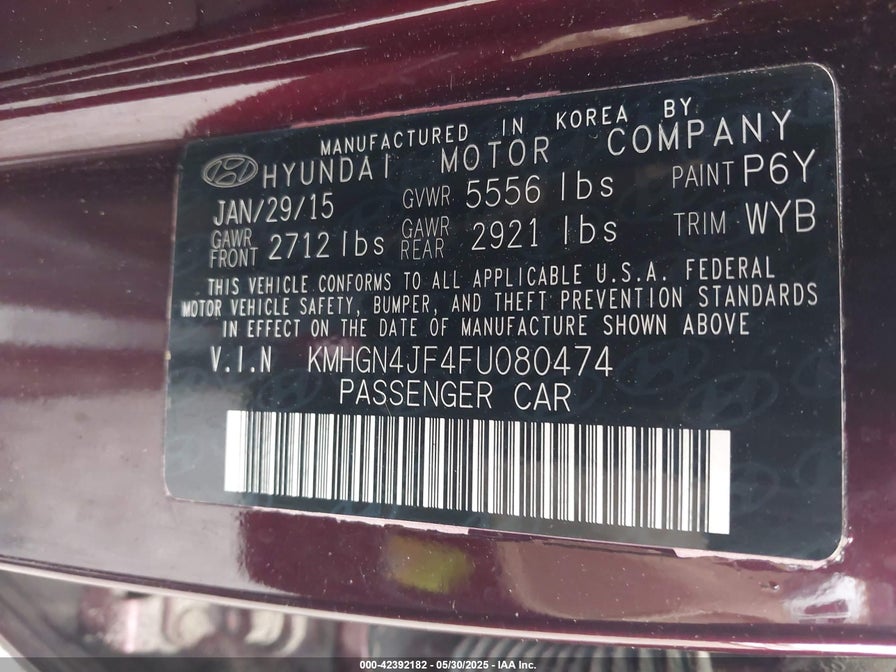 MANUFACTURED IN KOREA BY
HYUNDAI MOTOR COMPANY
JAN/29/15 GVWR 5556 lbs PAINT P6Y
GAWR FRONT 2712 lbs GAWR REAR 2921 lbs TRIM WYB
THIS VEHICLE CONFORMS TO ALL APPLICABLE U.S.A. FEDERAL
MOTOR VEHICLE SAFETY, BUMPER, AND THEFT PREVENTION STANDARDS
IN EFFECT ON THE DATE OF MANUFACTURE SHOWN ABOVE
V.I.N KMHGN4JF4FU080474
PASSENGER CAR
000-42392182 - 05/30/2025 - IAA Inc.